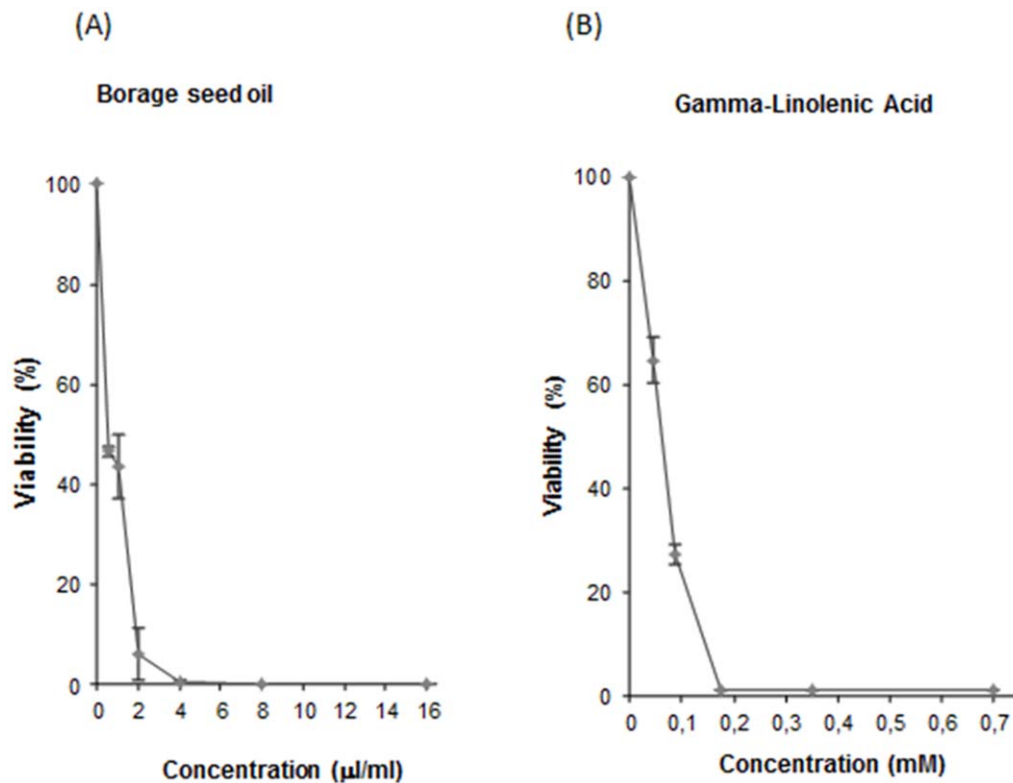 (A)
Borage seed oil
Viability (%)
100
80
60
40
20
0
0 2 4 6 8 10 12 14 16
Concentration (µl/ml)
(B)
Gamma-Linolenic Acid
Viability (%)
100
80
60
40
20
0
0 0,1 0,2 0,3 0,4 0,5 0,6 0,7
Concentration (mM)